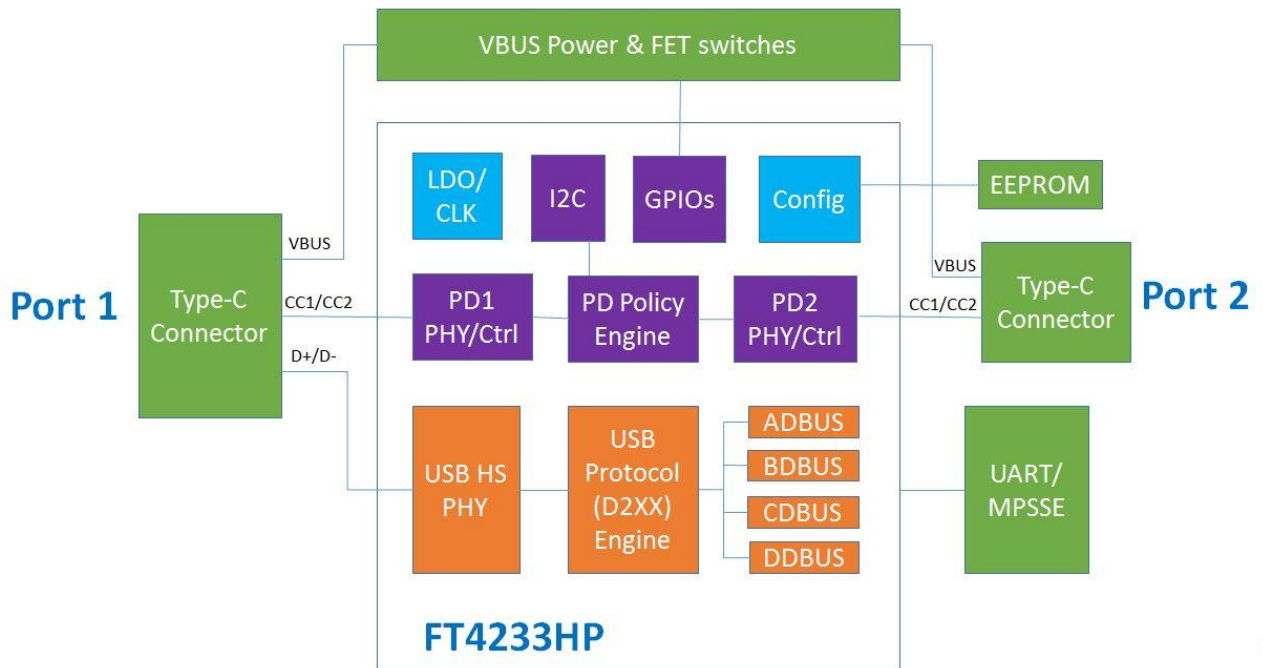 VBUS Power & FET switches
LDO/
CLK
I2C
GPIOs
Config
EEPROM
Port 1
Type-C
Connector
VBUS
CC1/CC2
D+/D-
PD1
PHY/Ctrl
PD Policy
Engine
PD2
PHY/Ctrl
VBUS
CC1/CC2
Type-C
Connector
Port 2
USB HS
PHY
USB
Protocol
(D2XX)
Engine
ADBUS
BDBUS
CDBUS
DDBUS
UART/
MPSSE
FT4233HP